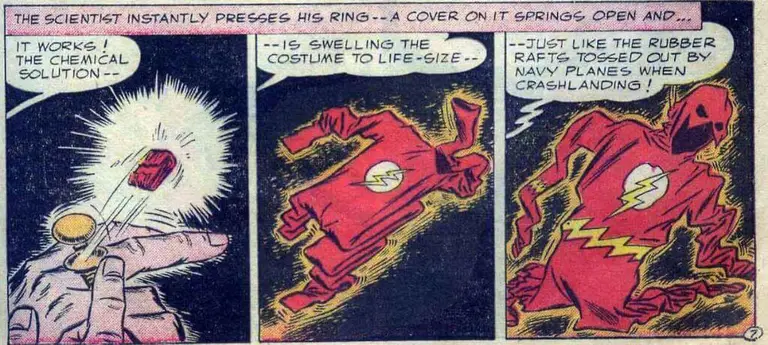 THE SCIENTIST INSTANTLY PRESSES HIS RING--A COVER ON IT SPRINGS OPEN AND...
IT WORKS!
THE CHEMICAL
SOLUTION--
--IS SWELLING THE
COSTUME TO LIFE-SIZE--
--JUST LIKE THE RUBBER
RAFTS TOSSED OUT BY
NAVY PLANES WHEN
CRASHLANDING!
7